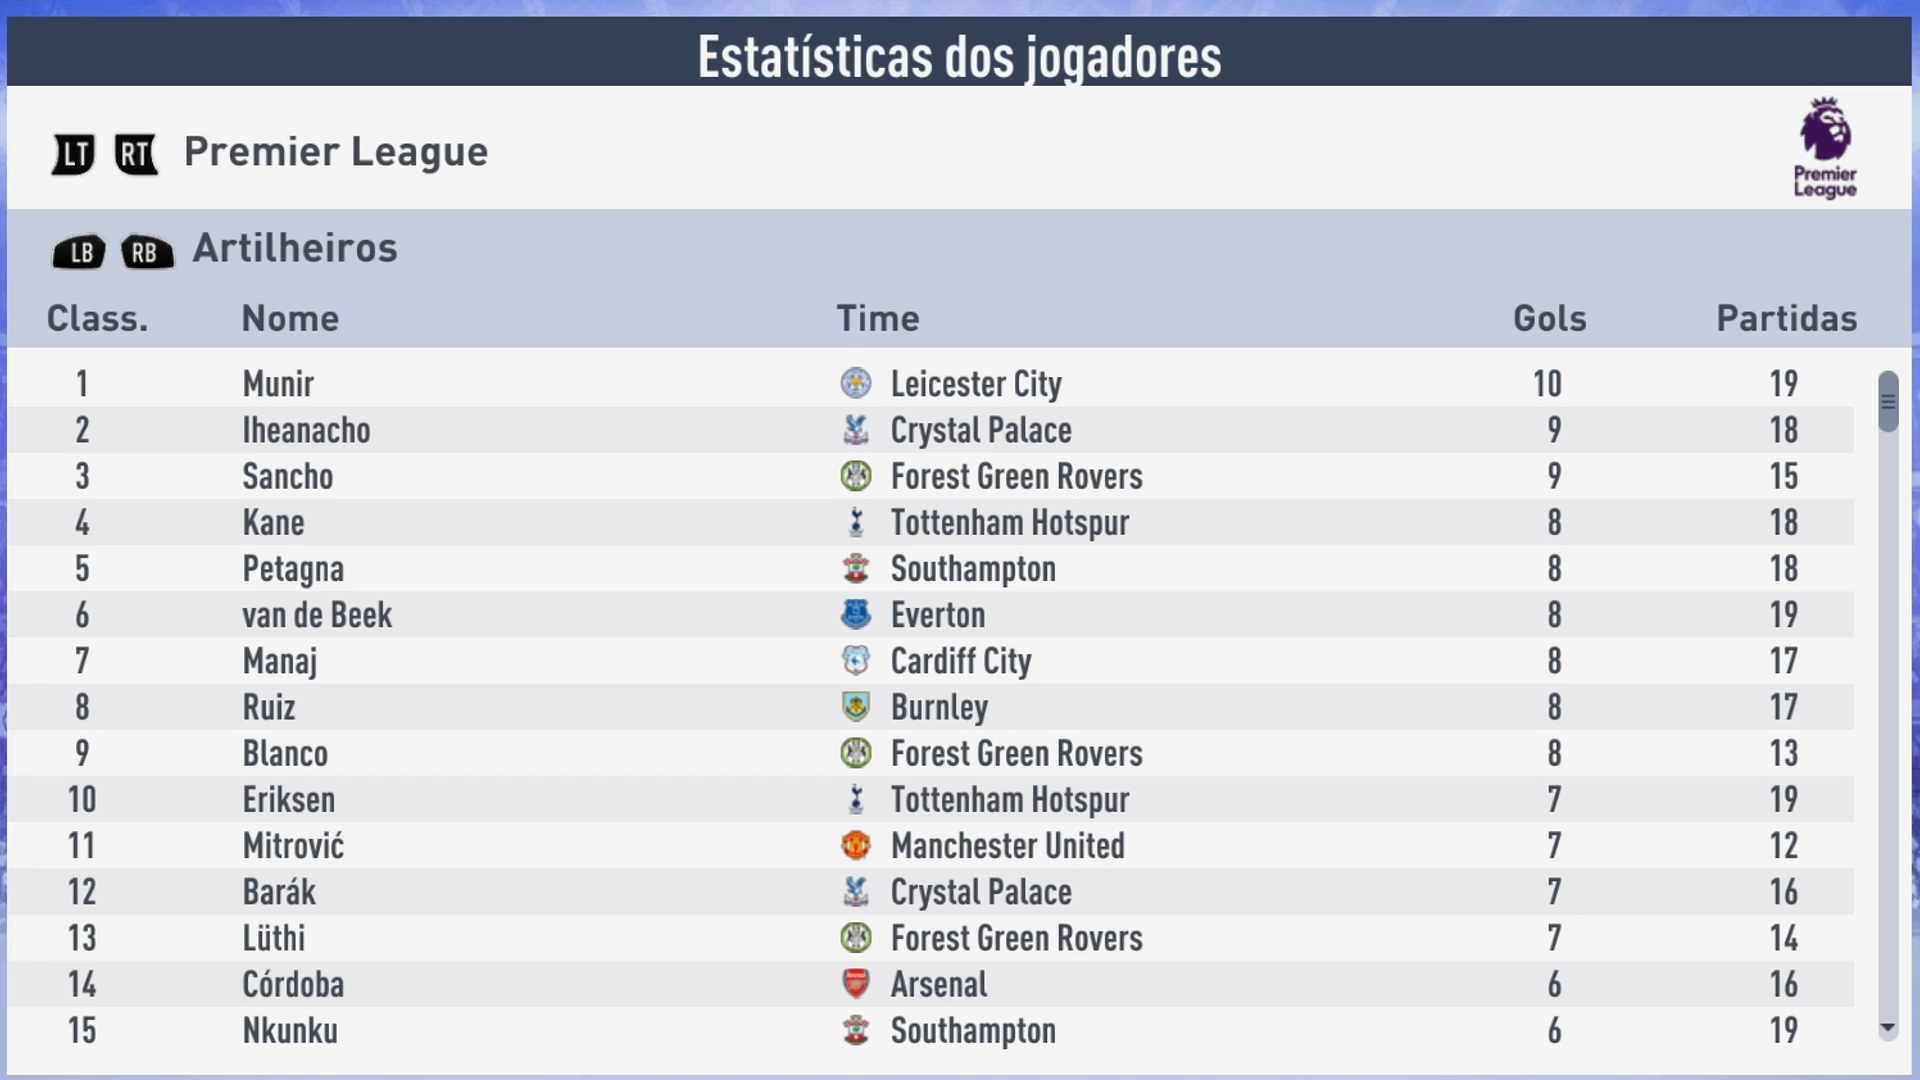 Estatísticas dos jogadores
LT RT Premier League
Premier League
LB RB Artilheiros
Class. Nome Time Gols Partidas
1 Munir Leicester City 10 19
2 Iheanacho Crystal Palace 9 18
3 Sancho Forest Green Rovers 9 15
4 Kane Tottenham Hotspur 8 18
5 Petagna Southampton 8 18
6 van de Beek Everton 8 19
7 Manaj Cardiff City 8 17
8 Ruiz Burnley 8 17
9 Blanco Forest Green Rovers 8 13
10 Eriksen Tottenham Hotspur 7 19
11 Mitrović Manchester United 7 12
12 Barák Crystal Palace 7 16
13 Lüthi Forest Green Rovers 7 14
14 Córdoba Arsenal 6 16
15 Nkunku Southampton 6 19